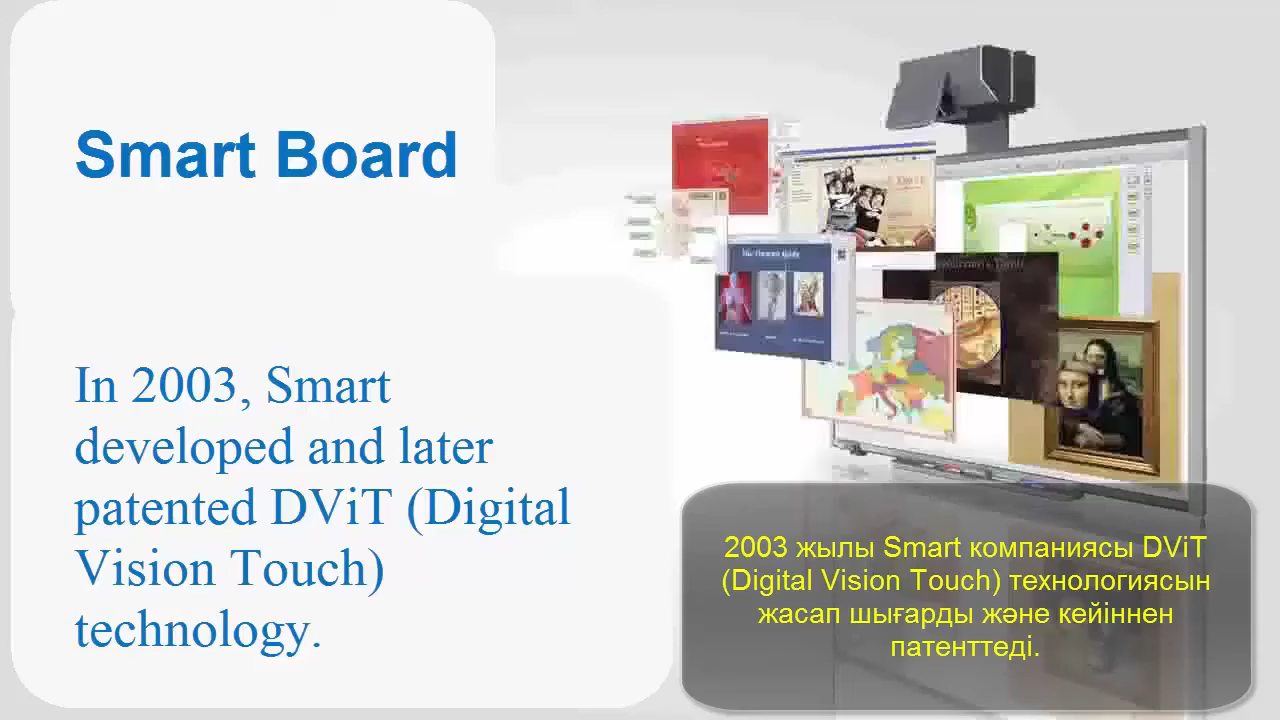 Smart Board
In 2003, Smart
developed and later
patented DViT (Digital
Vision Touch)
technology.
2003 жылы Smart компаниясы DViT
(Digital Vision Touch) технологиясын
жасап шығарды және кейіннен
патенттеді.